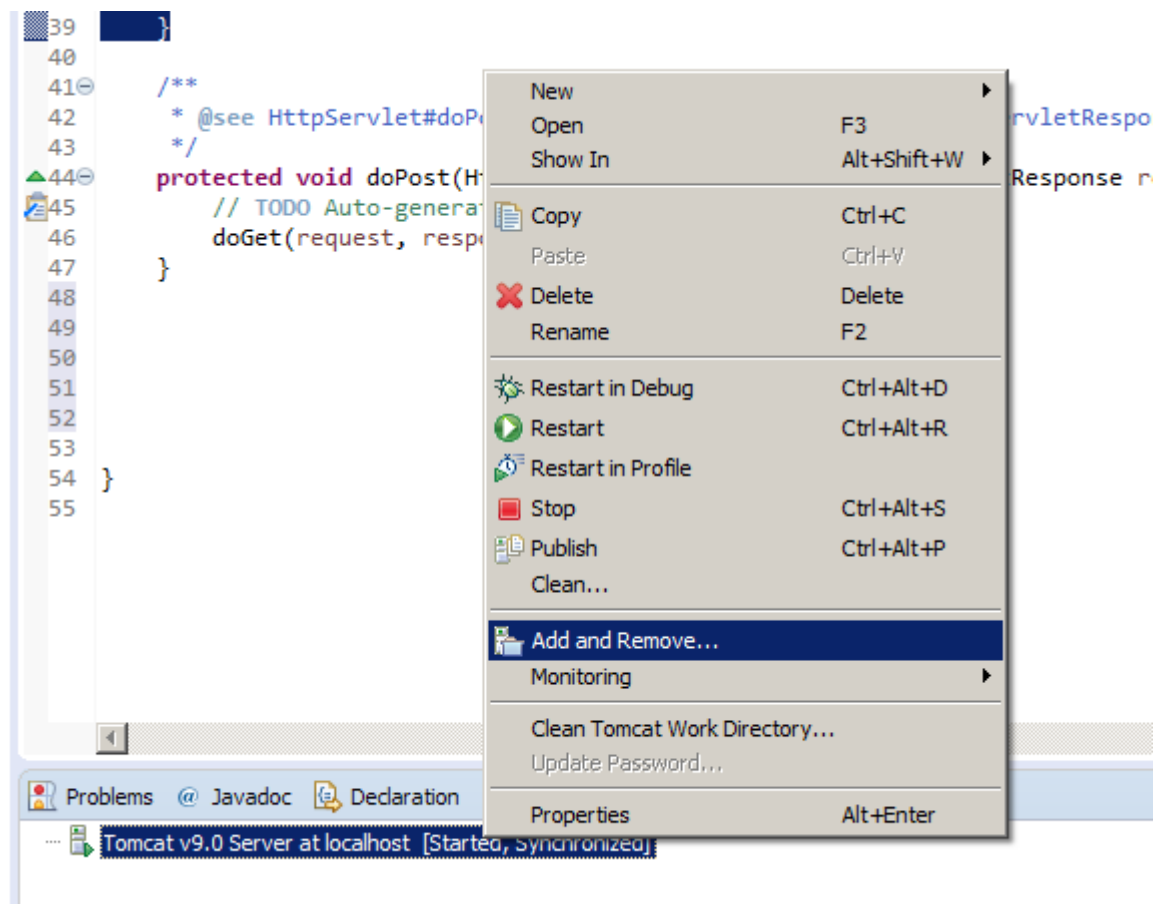 39 }
40
41 /**
42 * @see HttpServlet#doP rvletRespo
43 */
44 protected void doPost(H Response r
45 // TODO Auto-genera
46 doGet(request, resp
47 }
48
49
50
51
52
53
54 }
55
New
Open F3
Show In Alt+Shift+W
Copy Ctrl+C
Paste Ctrl+V
Delete Delete
Rename F2
Restart in Debug Ctrl+Alt+D
Restart Ctrl+Alt+R
Restart in Profile
Stop Ctrl+Alt+S
Publish Ctrl+Alt+P
Clean...
Add and Remove...
Monitoring
Clean Tomcat Work Directory...
Update Password...
Properties Alt+Enter
Problems @ Javadoc Declaration
Tomcat v9.0 Server at localhost [Started, Synchronized]